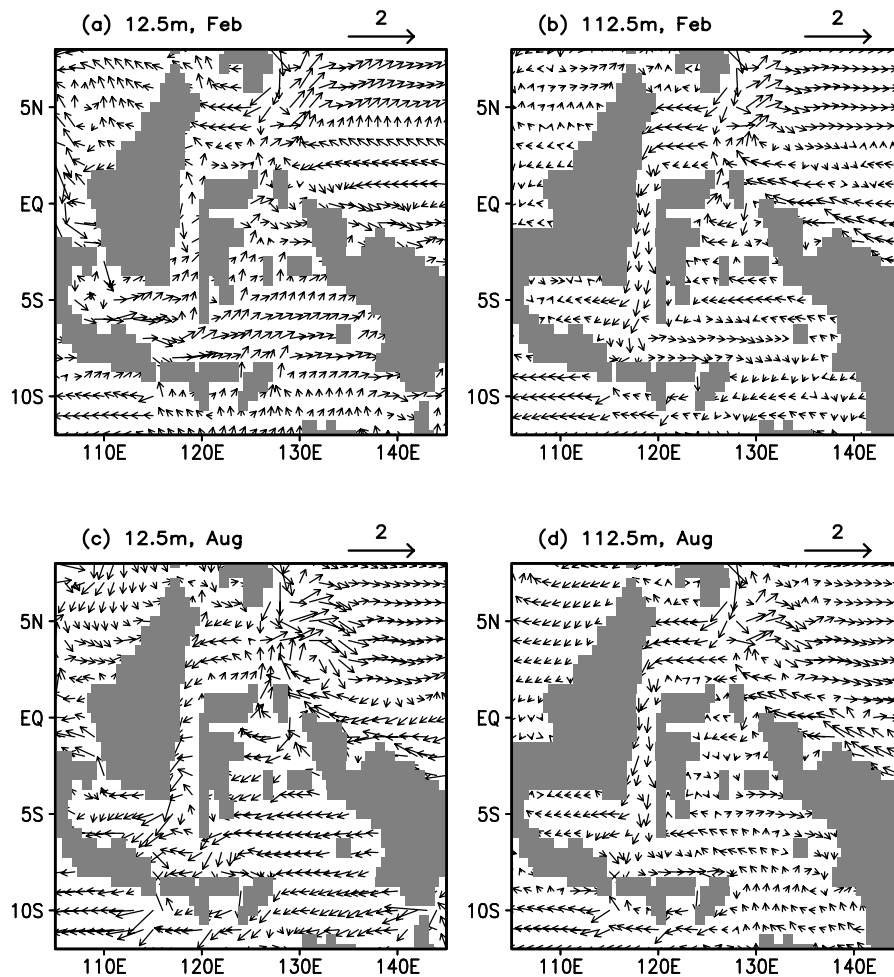 (a) 12.5m, Feb
2
(b) 112.5m, Feb
2
5N
EQ
5S
10S
110E 120E 130E 140E
5N
EQ
5S
10S
110E 120E 130E 140E
(c) 12.5m, Aug
2
(d) 112.5m, Aug
2
5N
EQ
5S
10S
110E 120E 130E 140E
5N
EQ
5S
10S
110E 120E 130E 140E